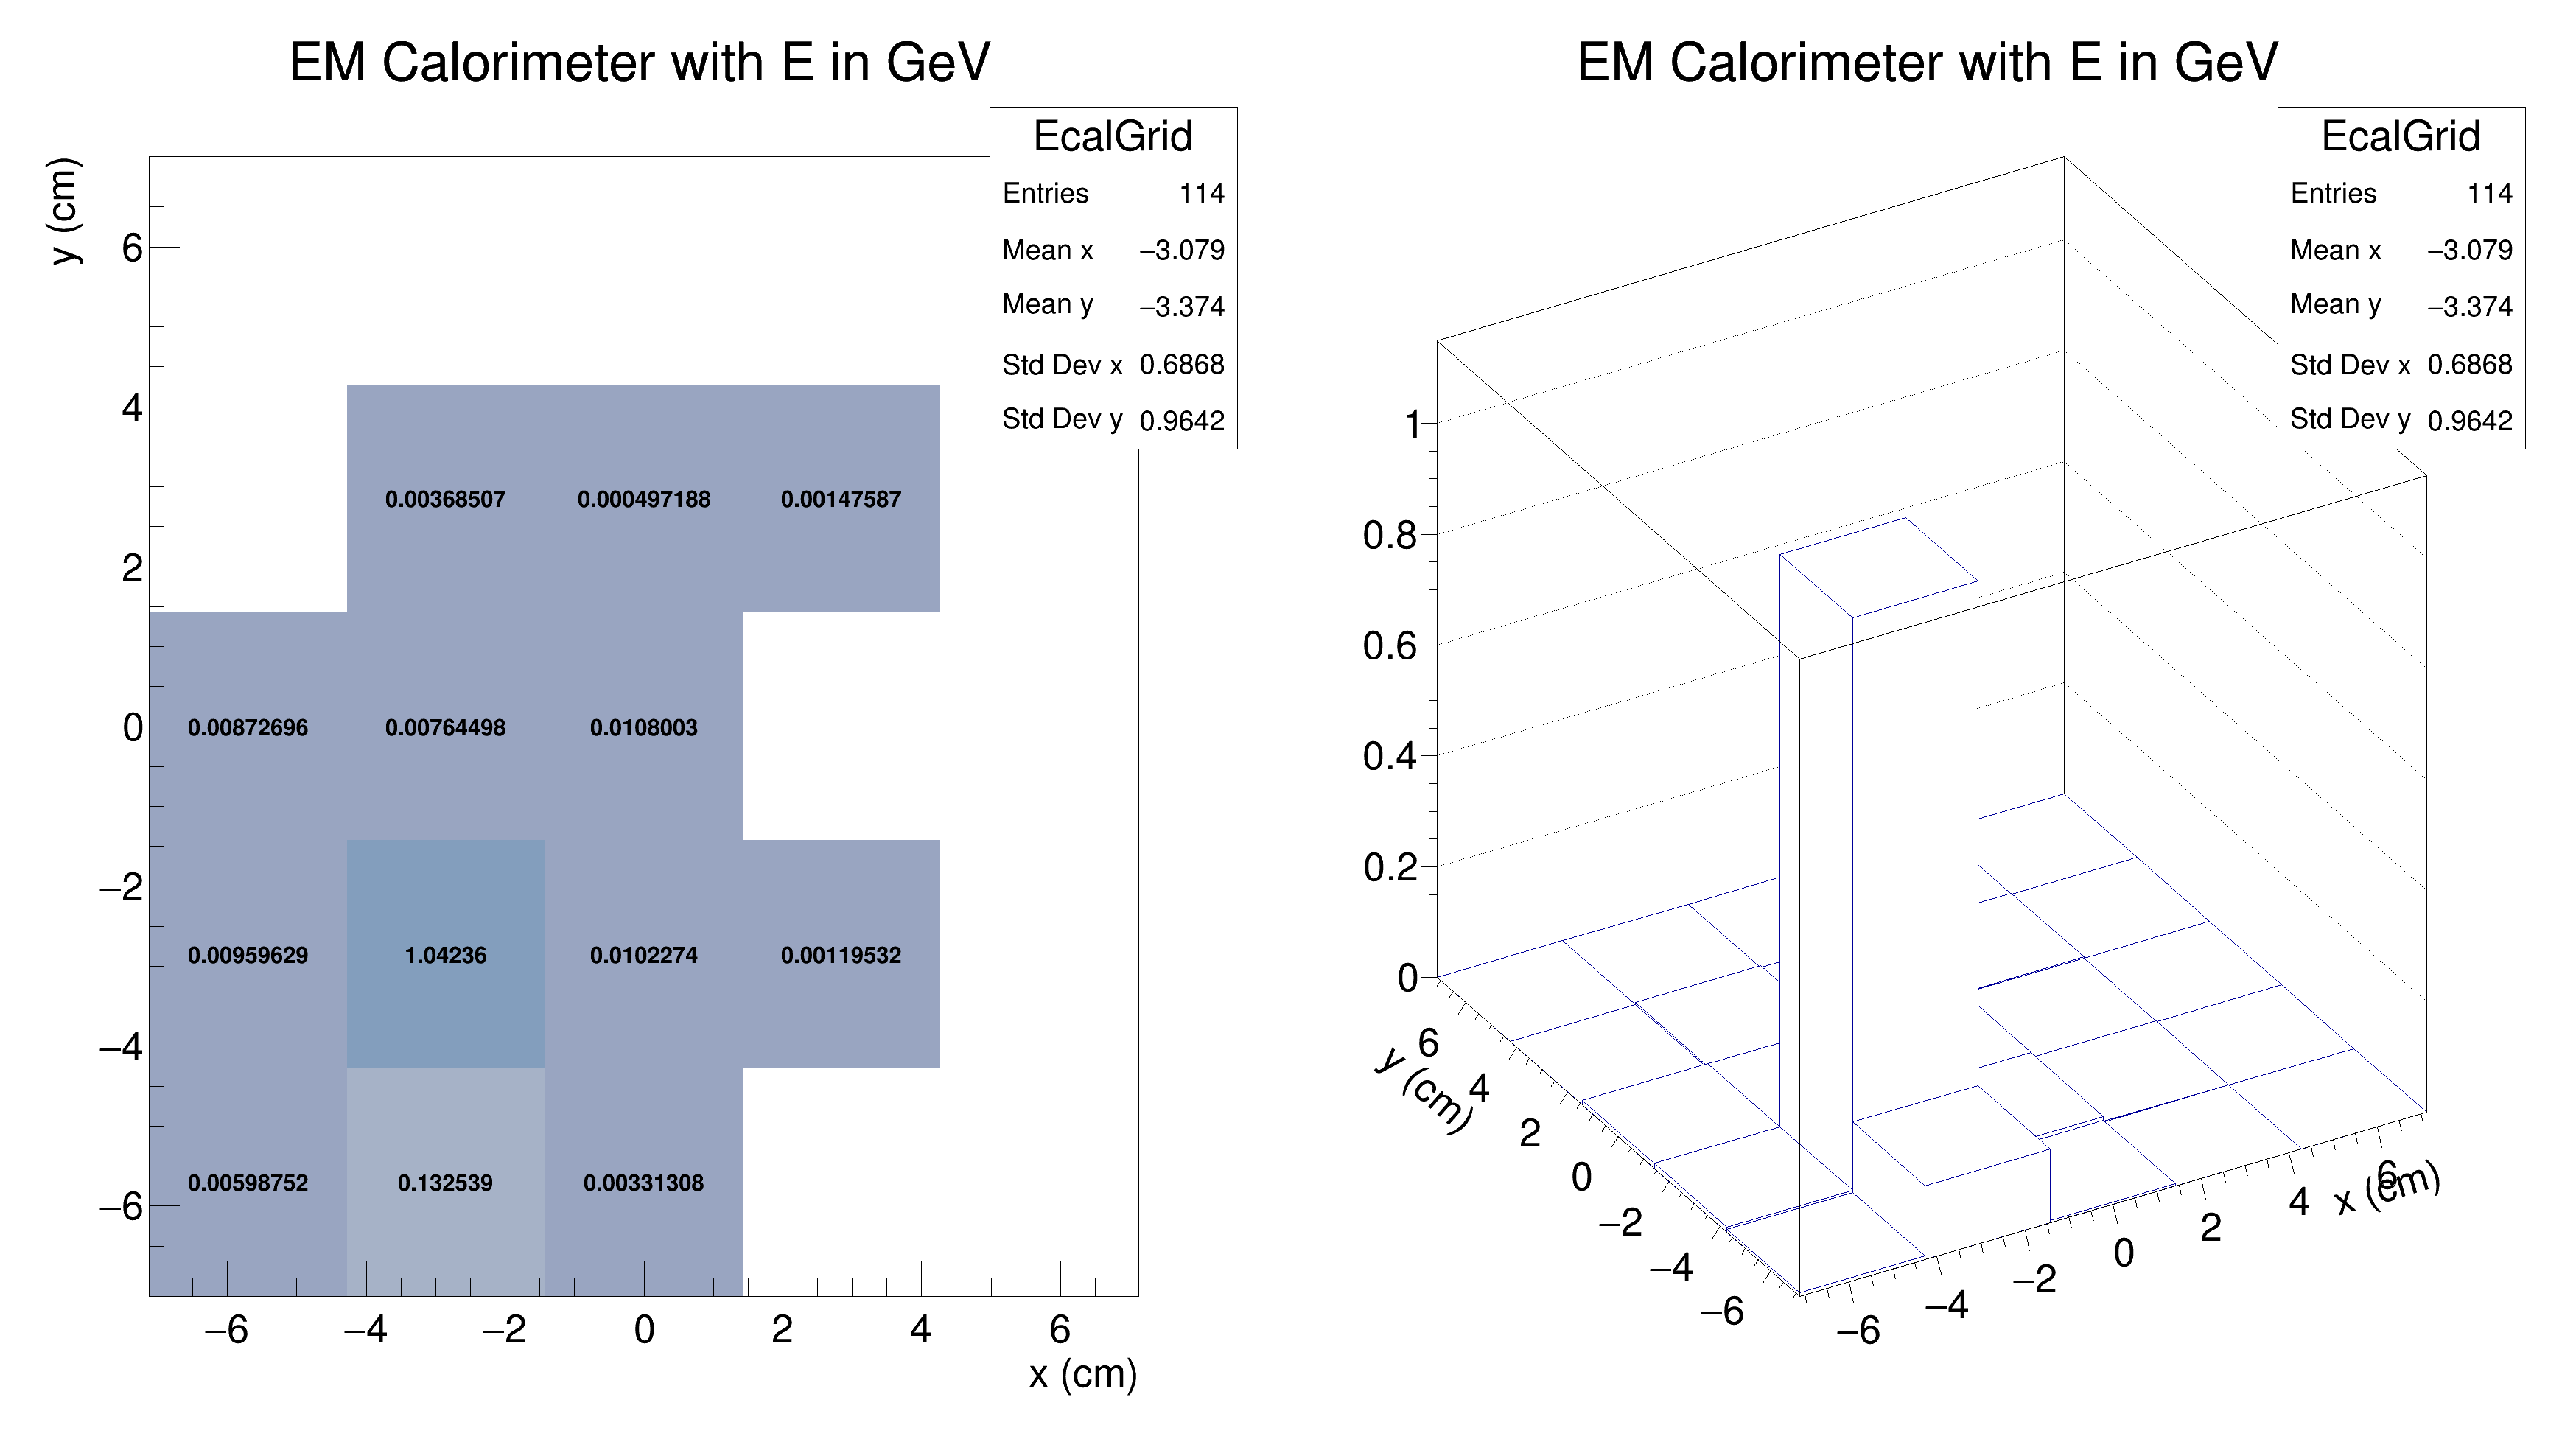 EM Calorimeter with E in GeV
EcalGrid
Entries 114
Mean x −3.079
Mean y −3.374
Std Dev x 0.6868
Std Dev y 0.9642
y (cm)
6
4
2
0
−2
−4
−6
0.00368507 0.000497188 0.00147587
0.00872696 0.00764498 0.0108003
0.00959629 1.04236 0.0102274 0.00119532
0.00598752 0.132539 0.00331308
−6 −4 −2 0 2 4 6
x (cm)
EM Calorimeter with E in GeV
EcalGrid
Entries 114
Mean x −3.079
Mean y −3.374
Std Dev x 0.6868
Std Dev y 0.9642
1
0.8
0.6
0.4
0.2
0
6
4
2
0
−2
−4
−6
y (cm)
−6
−4
−2
0
2
4
6
x (cm)